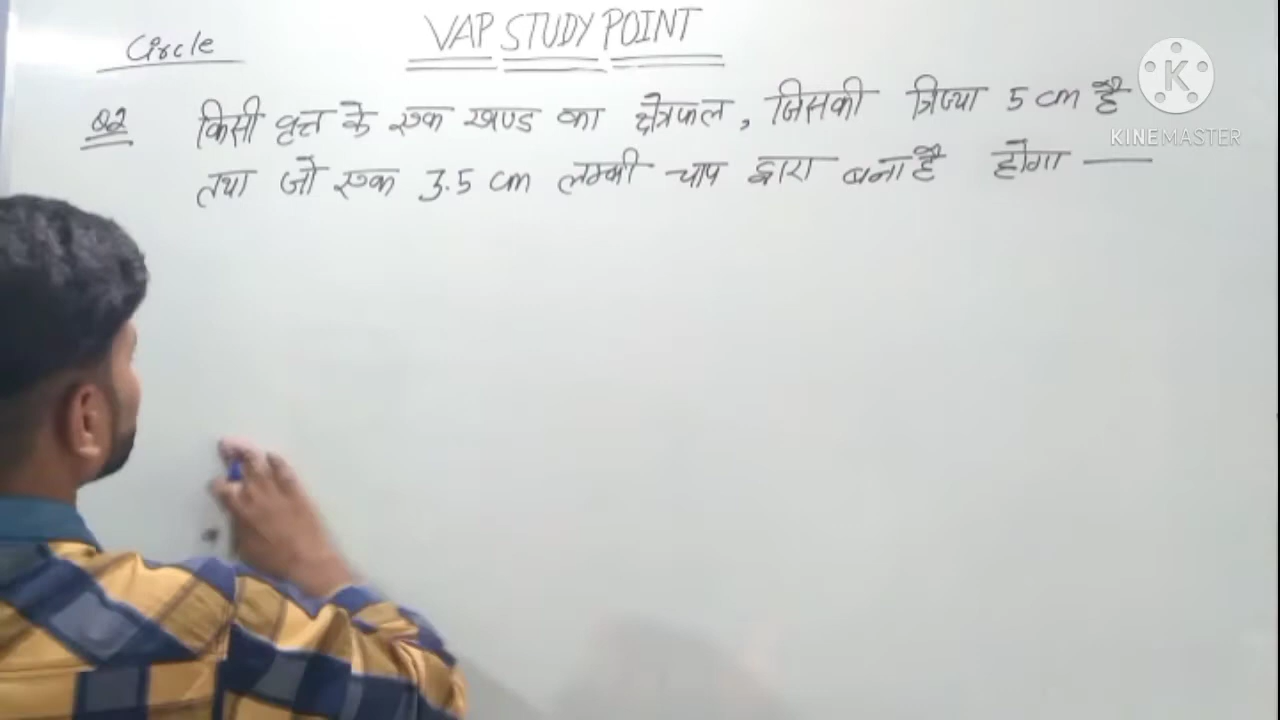 Circle
VAP STUDY POINT
Q2 किसी वृत्त के एक खण्ड का क्षेत्रफल, जिसकी त्रिज्या 5 cm है
तथा जो एक 3.5 cm लम्बी चाप द्वारा बना है होगा —
K
KINEMASTER